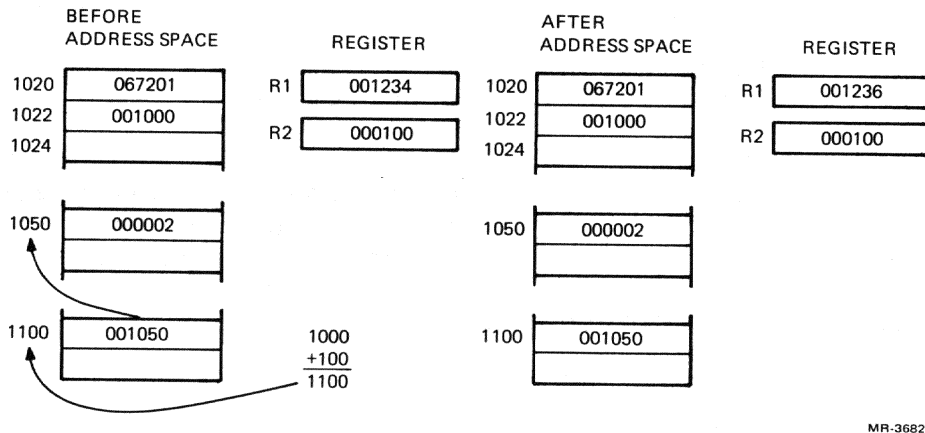 BEFORE
ADDRESS SPACE
REGISTER
1020 067201
1022 001000
1024
R1 001234
R2 000100
1050 000002
1100 001050
1000
+100
1100
AFTER
ADDRESS SPACE
REGISTER
1020 067201
1022 001000
1024
R1 001236
R2 000100
1050 000002
1100 001050
MR-3682